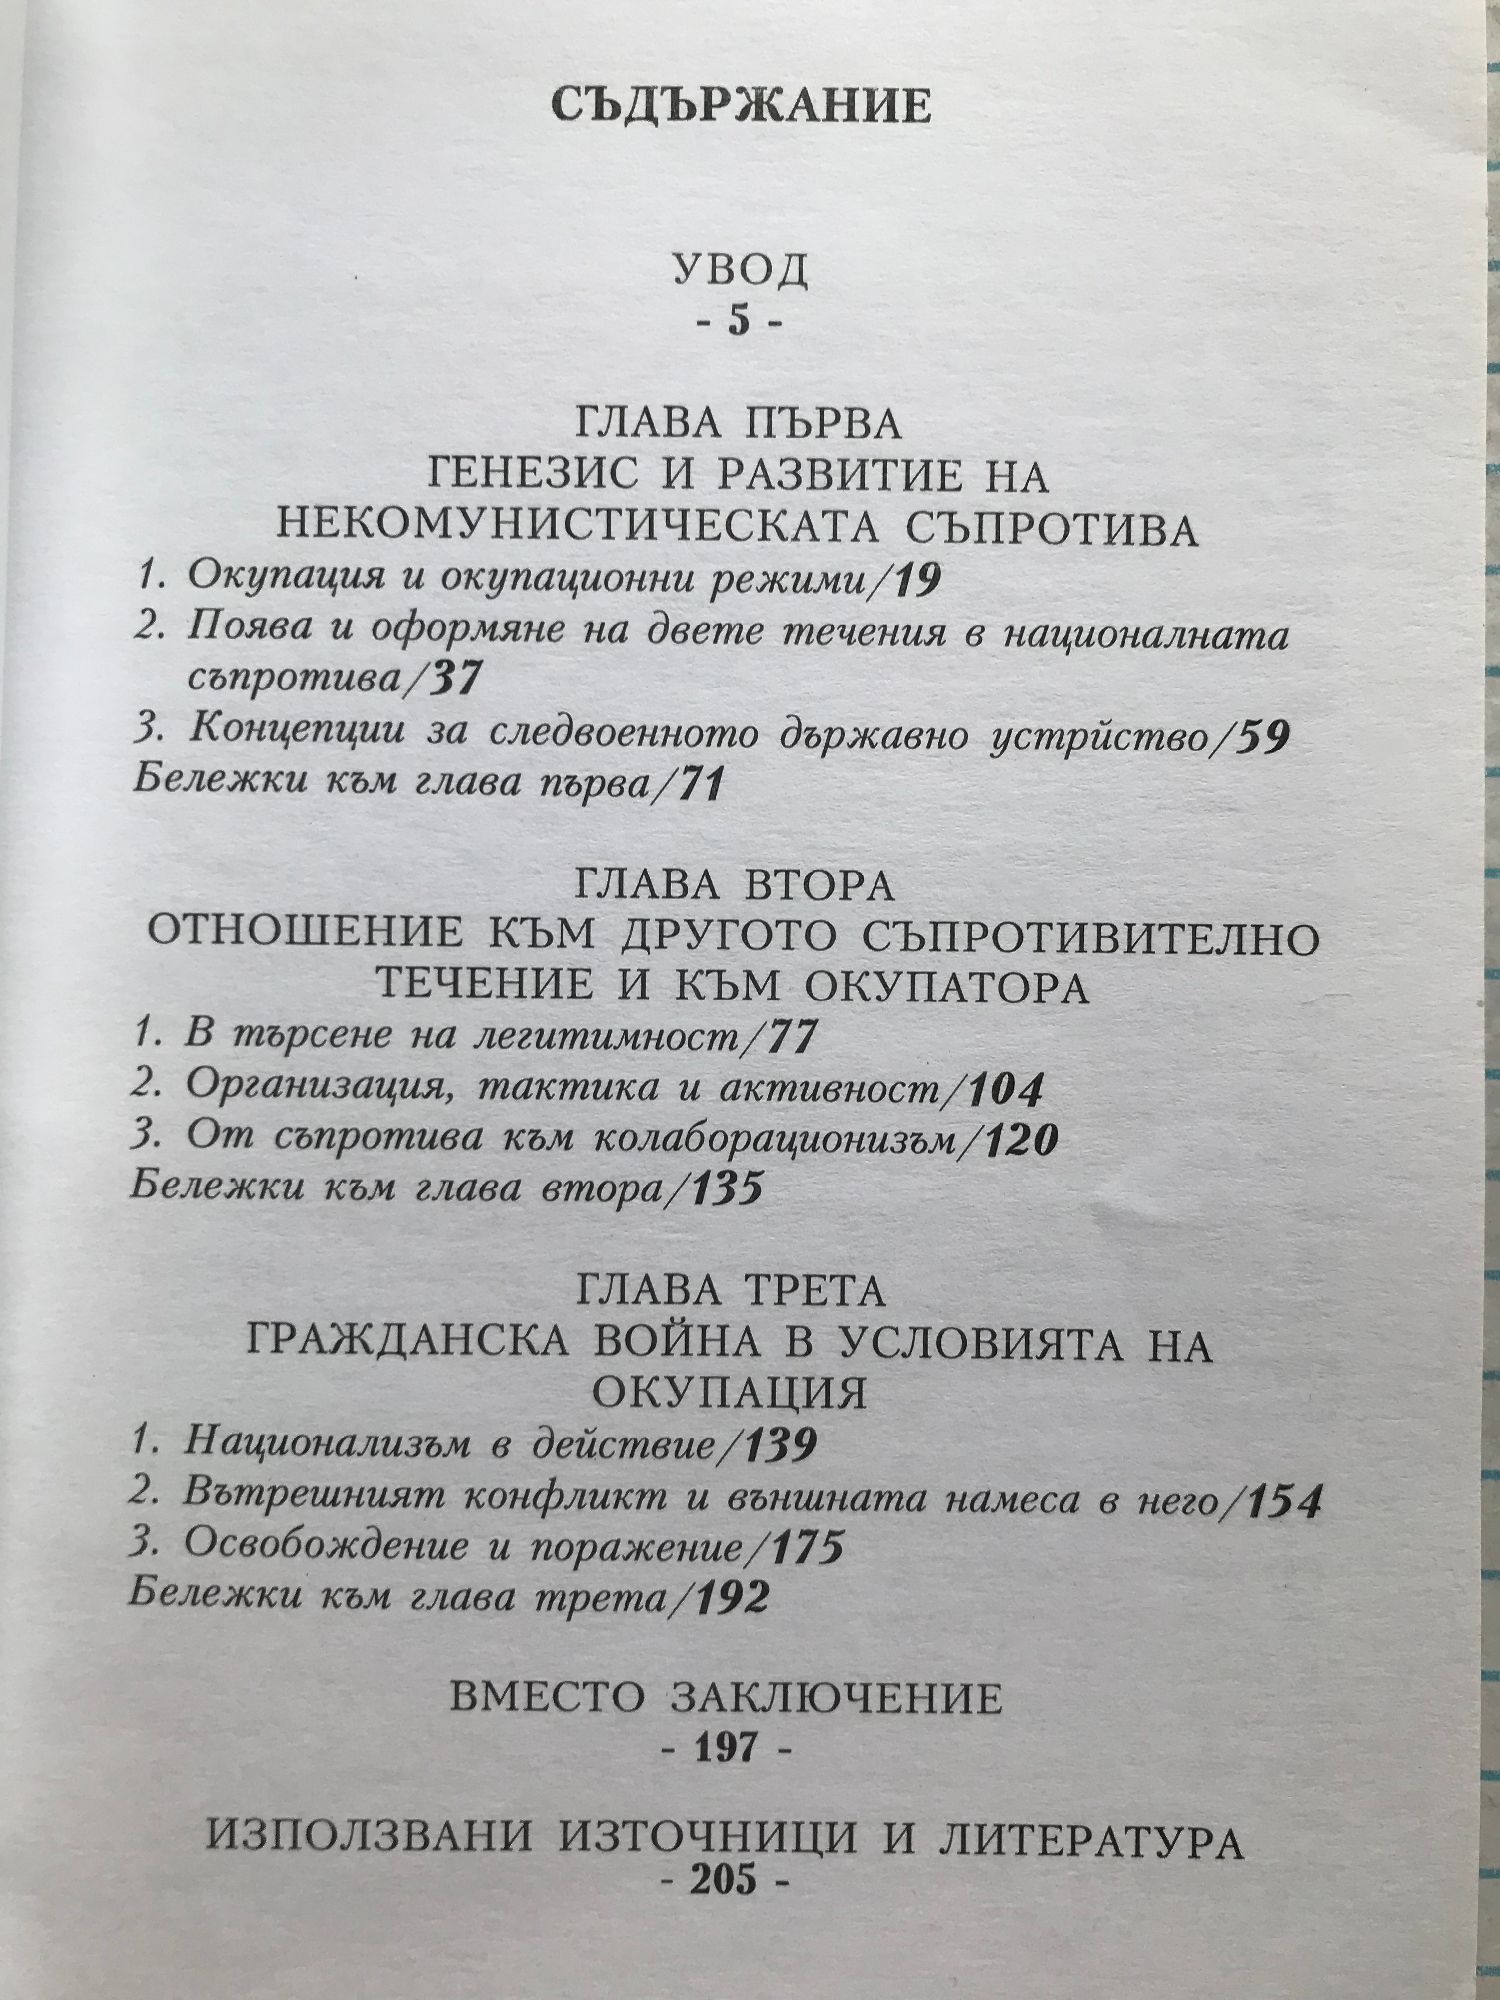 СЪДЪРЖАНИЕ
УВОД
- 5 -
ГЛАВА ПЪРВА
ГЕНЕЗИС И РАЗВИТИЕ НА
НЕКОМУНИСТИЧЕСКАТА СЪПРОТИВА
1. Окупация и окупационни режими/19
2. Поява и оформяне на двете течения в националната
съпротива/37
3. Концепции за следвоенното държавно устрйство/59
Бележки към глава първа/71
ГЛАВА ВТОРА
ОТНОШЕНИЕ КЪМ ДРУГОТО СЪПРОТИВИТЕЛНО
ТЕЧЕНИЕ И КЪМ ОКУПАТОРА
1. В търсене на легитимност/77
2. Организация, тактика и активност/104
3. От съпротива към колаборационизъм/120
Бележки към глава втора/135
ГЛАВА ТРЕТА
ГРАЖДАНСКА ВОЙНА В УСЛОВИЯТА НА
ОКУПАЦИЯ
1. Национализъм в действие/139
2. Вътрешният конфликт и външната намеса в него/154
3. Освобождение и поражение/175
Бележки към глава трета/192
ВМЕСТО ЗАКЛЮЧЕНИЕ
- 197 -
ИЗПОЛЗВАНИ ИЗТОЧНИЦИ И ЛИТЕРАТУРА
- 205 -